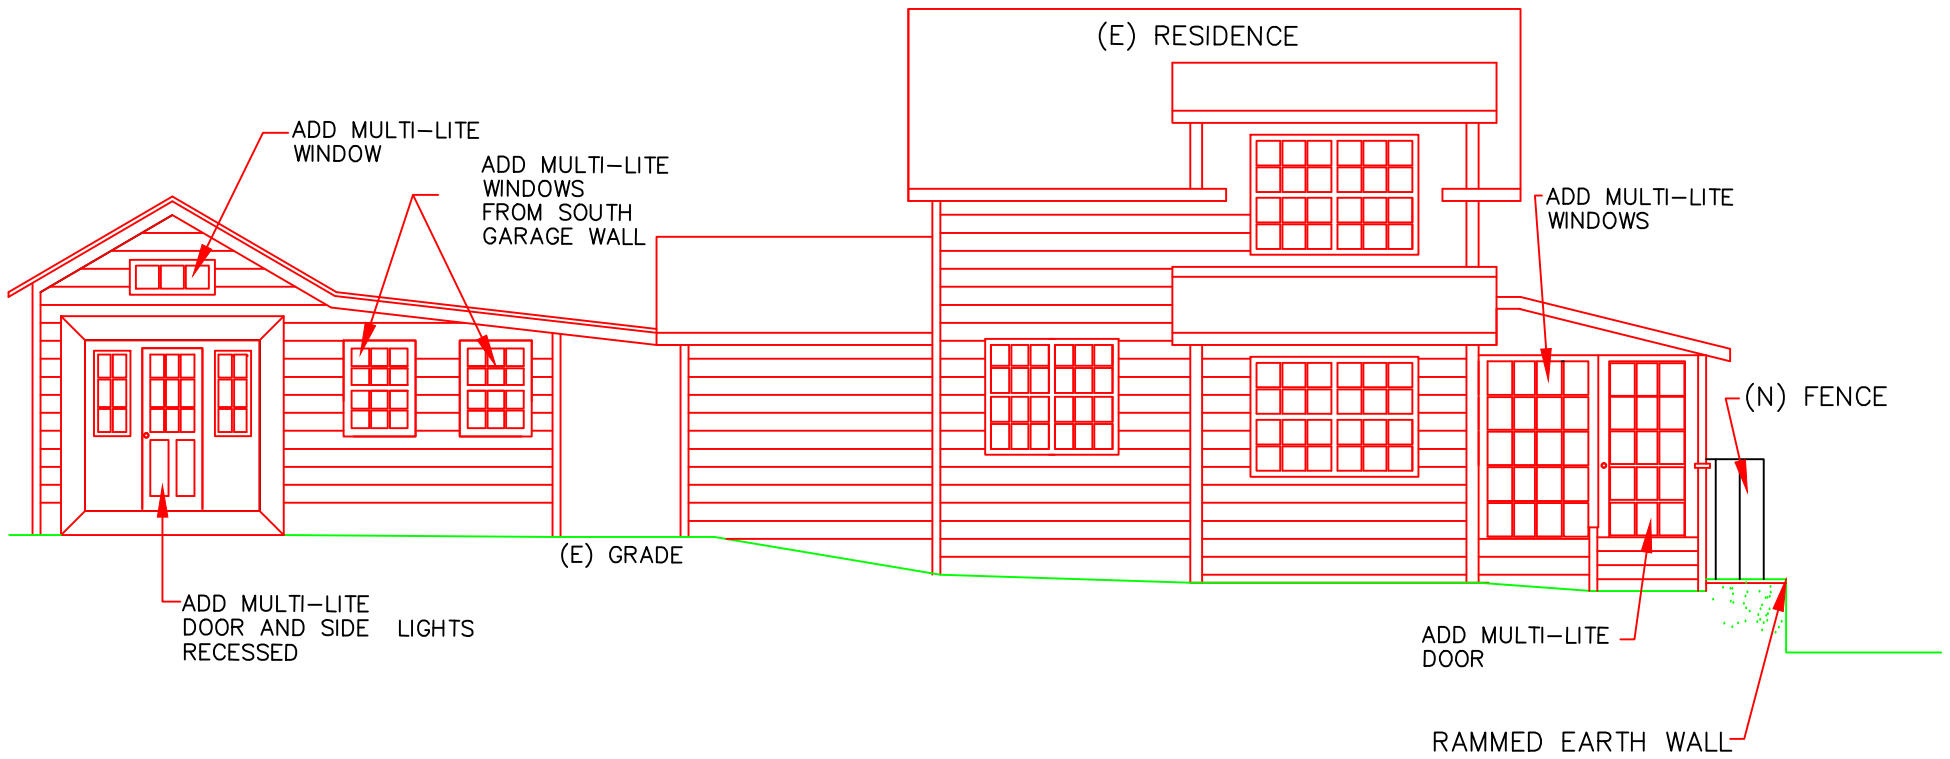 (E) RESIDENCE
ADD MULTI-LITE
WINDOW
ADD MULTI-LITE
WINDOWS
FROM SOUTH
GARAGE WALL
ADD MULTI-LITE
WINDOWS
(N) FENCE
(E) GRADE
ADD MULTI-LITE
DOOR AND SIDE LIGHTS
RECESSED
ADD MULTI-LITE
DOOR
RAMMED EARTH WALL